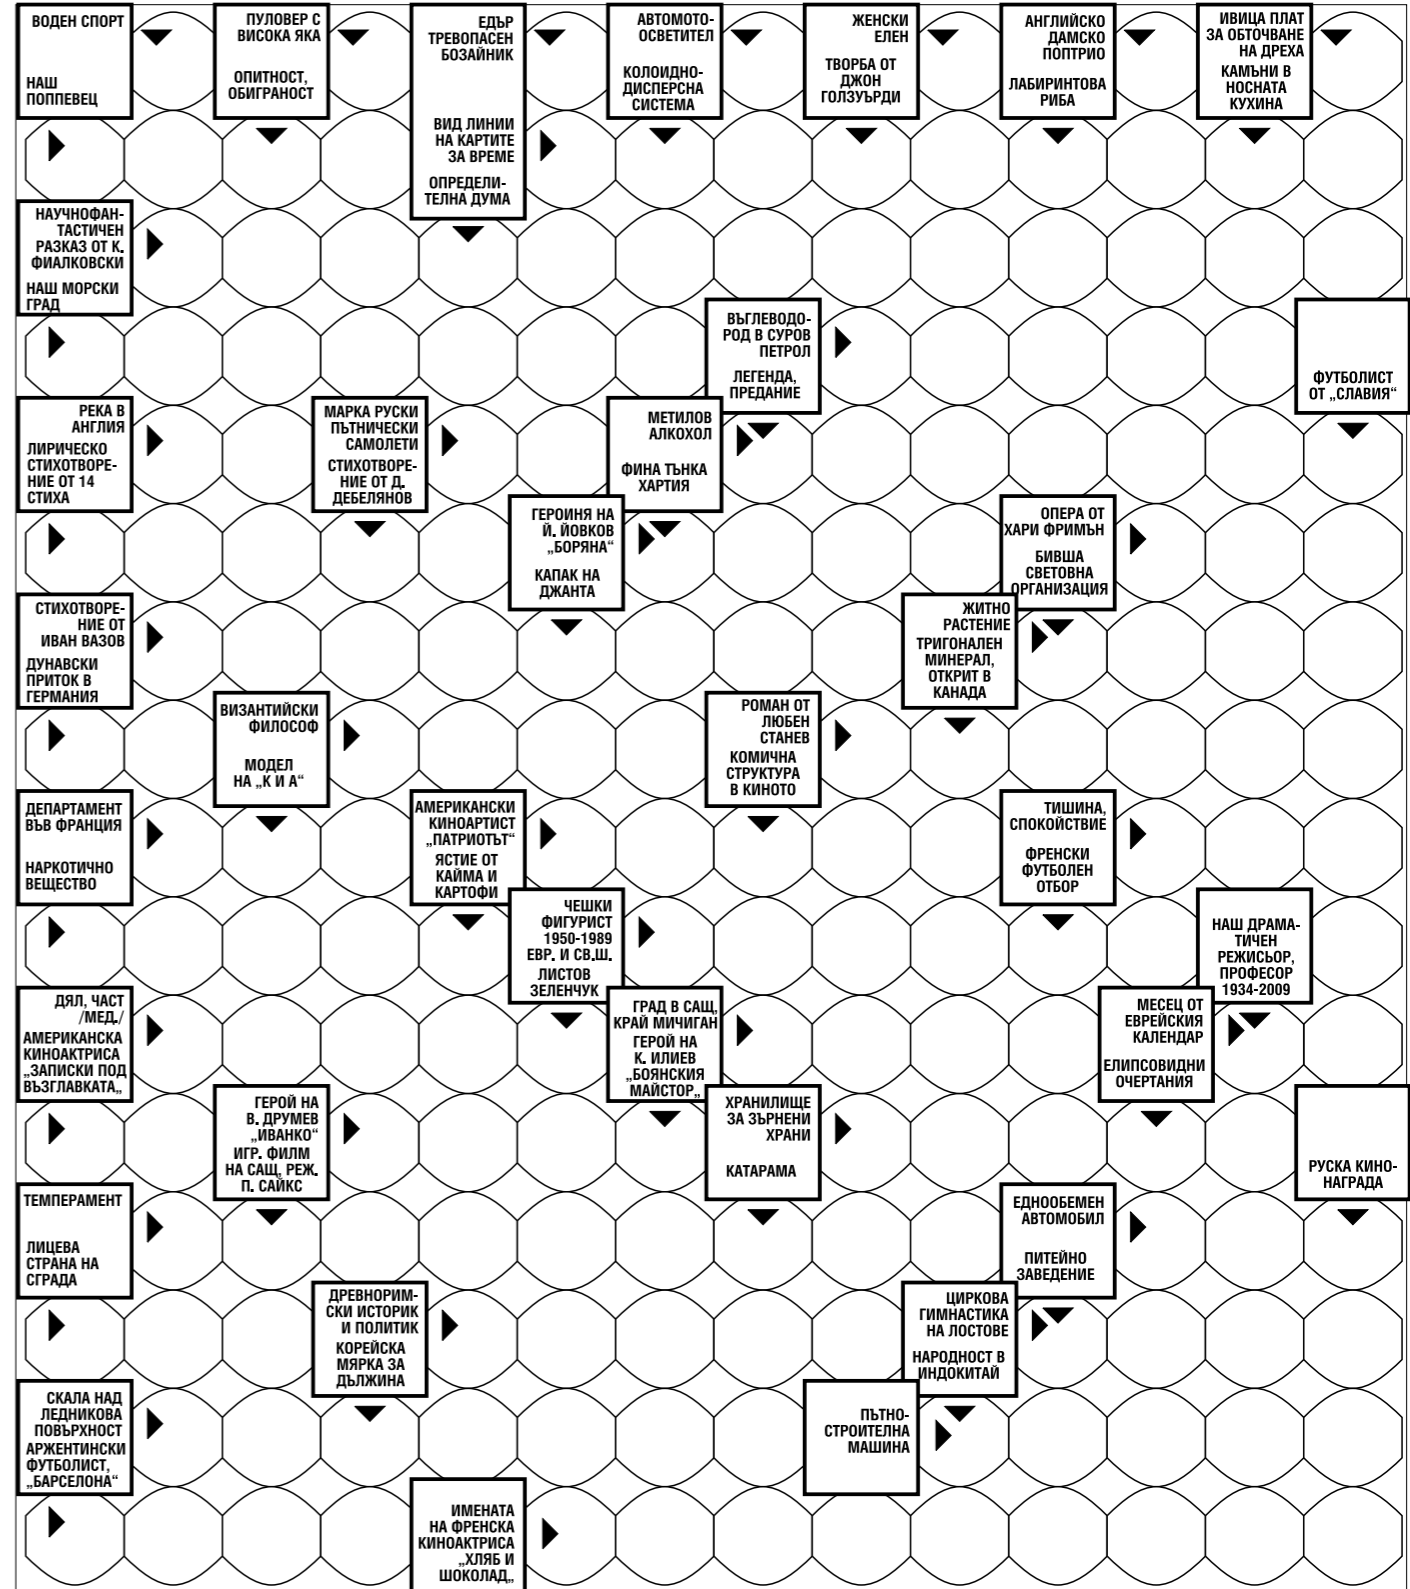 ВОДЕН СПОРТ
НАШ
ПОППЕВЕЦ
ПУЛОВЕР С
ВИСОКА ЯКА
ОПИТНОСТ,
ОБИГРАНОСТ
ЕДЪР
ТРЕВОПАСЕН
БОЗАЙНИК
ВИД ЛИНИИ
НА КАРТИТЕ
ЗА ВРЕМЕ
ОПРЕДЕЛИ-
ТЕЛНА ДУМА
АВТОМОТО-
ОСВЕТИТЕЛ
КОЛОИДНО-
ДИСПЕРСНА
СИСТЕМА
ЖЕНСКИ
ЕЛЕН
ТВОРБА ОТ
ДЖОН
ГОЛЗУЪРДИ
АНГЛИЙСКО
ДАМСКО
ПОПТРИО
ЛАБИРИНТОВА
РИБА
ИВИЦА ПЛАТ
ЗА ОБТОЧВАНЕ
НА ДРЕХА
КАМЪНИ В
НОСНАТА
КУХИНА
НАУЧНОФАН-
ТАСТИЧЕН
РАЗКАЗ ОТ К.
ФИАЛКОВСКИ
НАШ МОРСКИ
ГРАД
ВЪГЛЕВОДО-
РОД В СУРОВ
ПЕТРОЛ
ЛЕГЕНДА,
ПРЕДАНИЕ
ФУТБОЛИСТ
ОТ „СЛАВИЯ“
РЕКА В
АНГЛИЯ
ЛИРИЧЕСКО
СТИХОТВОРЕ-
НИЕ ОТ 14
СТИХА
МАРКА РУСКИ
ПЪТНИЧЕСКИ
САМОЛЕТИ
СТИХОТВОРЕ-
НИЕ ОТ Д.
ДЕБЕЛЯНОВ
МЕТИЛОВ
АЛКОХОЛ
ФИНА ТЪНКА
ХАРТИЯ
ГЕРОИНЯ НА
Й. ЙОВКОВ
„БОРЯНА“
КАПАК НА
ДЖАНТА
ОПЕРА ОТ
ХАРИ ФРИМЪН
БИВША
СВЕТОВНА
ОРГАНИЗАЦИЯ
СТИХОТВОРЕ-
НИЕ ОТ
ИВАН ВАЗОВ
ДУНАВСКИ
ПРИТОК В
ГЕРМАНИЯ
ЖИТНО
РАСТЕНИЕ
ТРИГОНАЛЕН
МИНЕРАЛ,
ОТКРИТ В
КАНАДА
ВИЗАНТИЙСКИ
ФИЛОСОФ
МОДЕЛ
НА „К И А“
РОМАН ОТ
ЛЮБЕН
СТАНЕВ
КОМИЧНА
СТРУКТУРА
В КИНОТО
ДЕПАРТАМЕНТ
ВЪВ ФРАНЦИЯ
НАРКОТИЧНО
ВЕЩЕСТВО
АМЕРИКАНСКИ
КИНОАРТИСТ
„ПАТРИОТЪТ“
ЯСТИЕ ОТ
КАЙМА И
КАРТОФИ
ТИШИНА,
СПОКОЙСТВИЕ
ФРЕНСКИ
ФУТБОЛЕН
ОТБОР
ЧЕШКИ
ФИГУРИСТ
1950-1989
ЕВР. И СВ.Ш.
ЛИСТОВ
ЗЕЛЕНЧУК
НАШ ДРАМА-
ТИЧЕН
РЕЖИСЬОР,
ПРОФЕСОР
1934-2009
ДЯЛ, ЧАСТ
/МЕД./
АМЕРИКАНСКА
КИНОАКТРИСА
„ЗАПИСКИ ПОД
ВЪЗГЛАВКАТА„
ГРАД В САЩ,
КРАЙ МИЧИГАН
ГЕРОЙ НА
К. ИЛИЕВ
„БОЯНСКИЯ
МАЙСТОР„
МЕСЕЦ ОТ
ЕВРЕЙСКИЯ
КАЛЕНДАР
ЕЛИПСОВИДНИ
ОЧЕРТАНИЯ
ГЕРОЙ НА
В. ДРУМЕВ
„ИВАНКО“
ИГР. ФИЛМ
НА САЩ, РЕЖ.
П. САЙКС
ХРАНИЛИЩЕ
ЗА ЗЪРНЕНИ
ХРАНИ
КАТАРАМА
РУСКА КИНО-
НАГРАДА
ТЕМПЕРАМЕНТ
ЛИЦЕВА
СТРАНА НА
СГРАДА
ЕДНООБЕМЕН
АВТОМОБИЛ
ПИТЕЙНО
ЗАВЕДЕНИЕ
ДРЕВНОРИМ-
СКИ ИСТОРИК
И ПОЛИТИК
КОРЕЙСКА
МЯРКА ЗА
ДЪЛЖИНА
ЦИРКОВА
ГИМНАСТИКА
НА ЛОСТОВЕ
НАРОДНОСТ В
ИНДОКИТАЙ
СКАЛА НАД
ЛЕДНИКОВА
ПОВЪРХНОСТ
АРЖЕНТИНСКИ
ФУТБОЛИСТ,
„БАРСЕЛОНА“
ПЪТНО-
СТРОИТЕЛНА
МАШИНА
ИМЕНАТА
НА ФРЕНСКА
КИНОАКТРИСА
„ХЛЯБ И
ШОКОЛАД„